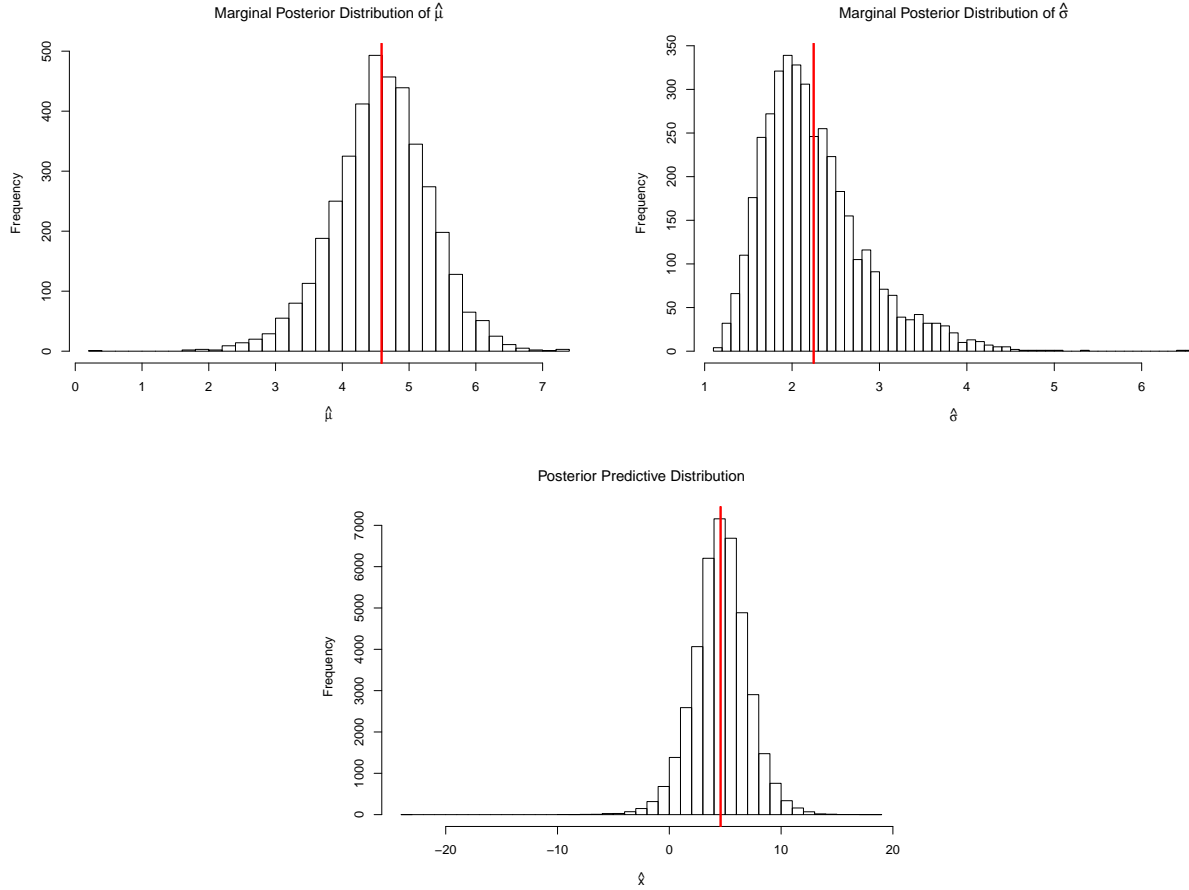 Marginal Posterior Distribution of μ̂
Frequency
0
100
200
300
400
500
0 1 2 3 4 5 6 7
μ̂
Marginal Posterior Distribution of σ̂
Frequency
0
50
100
150
200
250
300
350
1 2 3 4 5 6
σ̂
Posterior Predictive Distribution
Frequency
0
1000
2000
3000
4000
5000
6000
7000
−20 −10 0 10 20
x̂